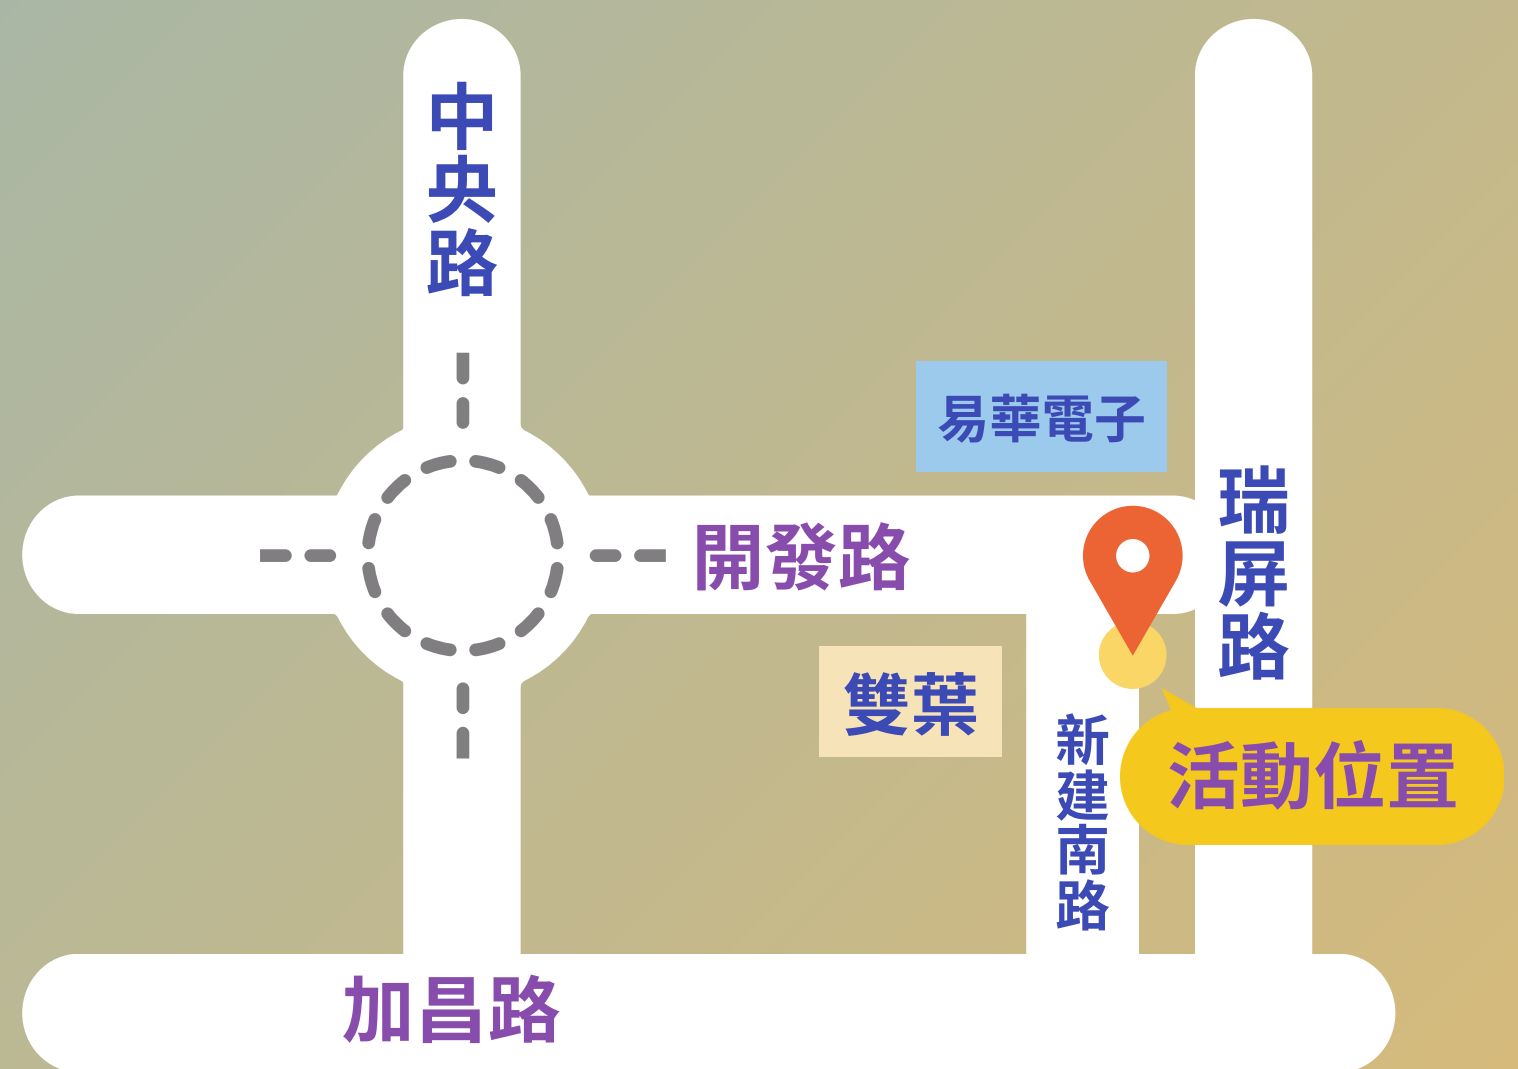 中央路
易華電子
瑞屏路
開發路
雙葉
新建南路
活動位置
加昌路